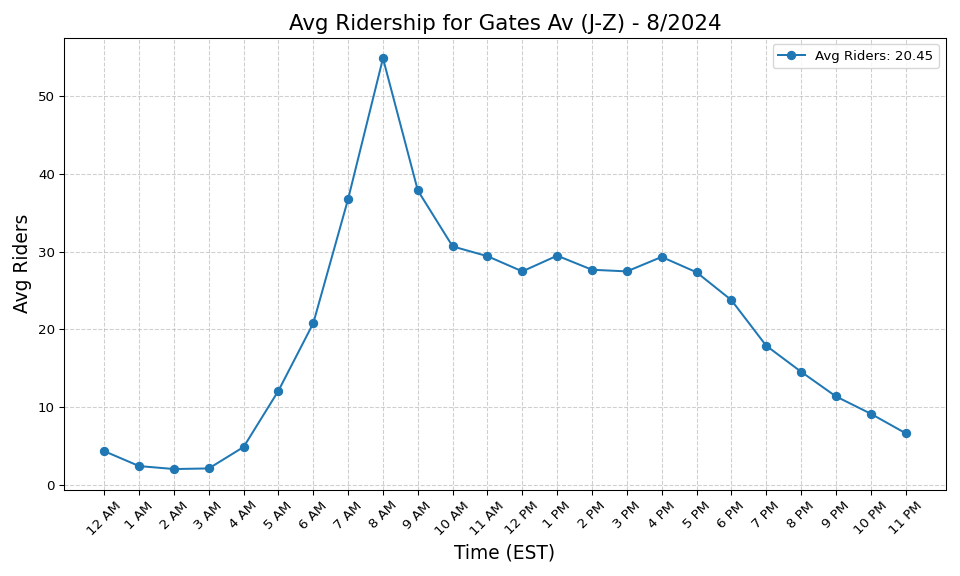 Avg Ridership for Gates Av (J-Z) - 8/2024
Avg Riders: 20.45
Avg Riders
50
40
30
20
10
0
12 AM
1 AM
2 AM
3 AM
4 AM
5 AM
6 AM
7 AM
8 AM
9 AM
10 AM
11 AM
12 PM
1 PM
2 PM
3 PM
4 PM
5 PM
6 PM
7 PM
8 PM
9 PM
10 PM
11 PM
Time (EST)